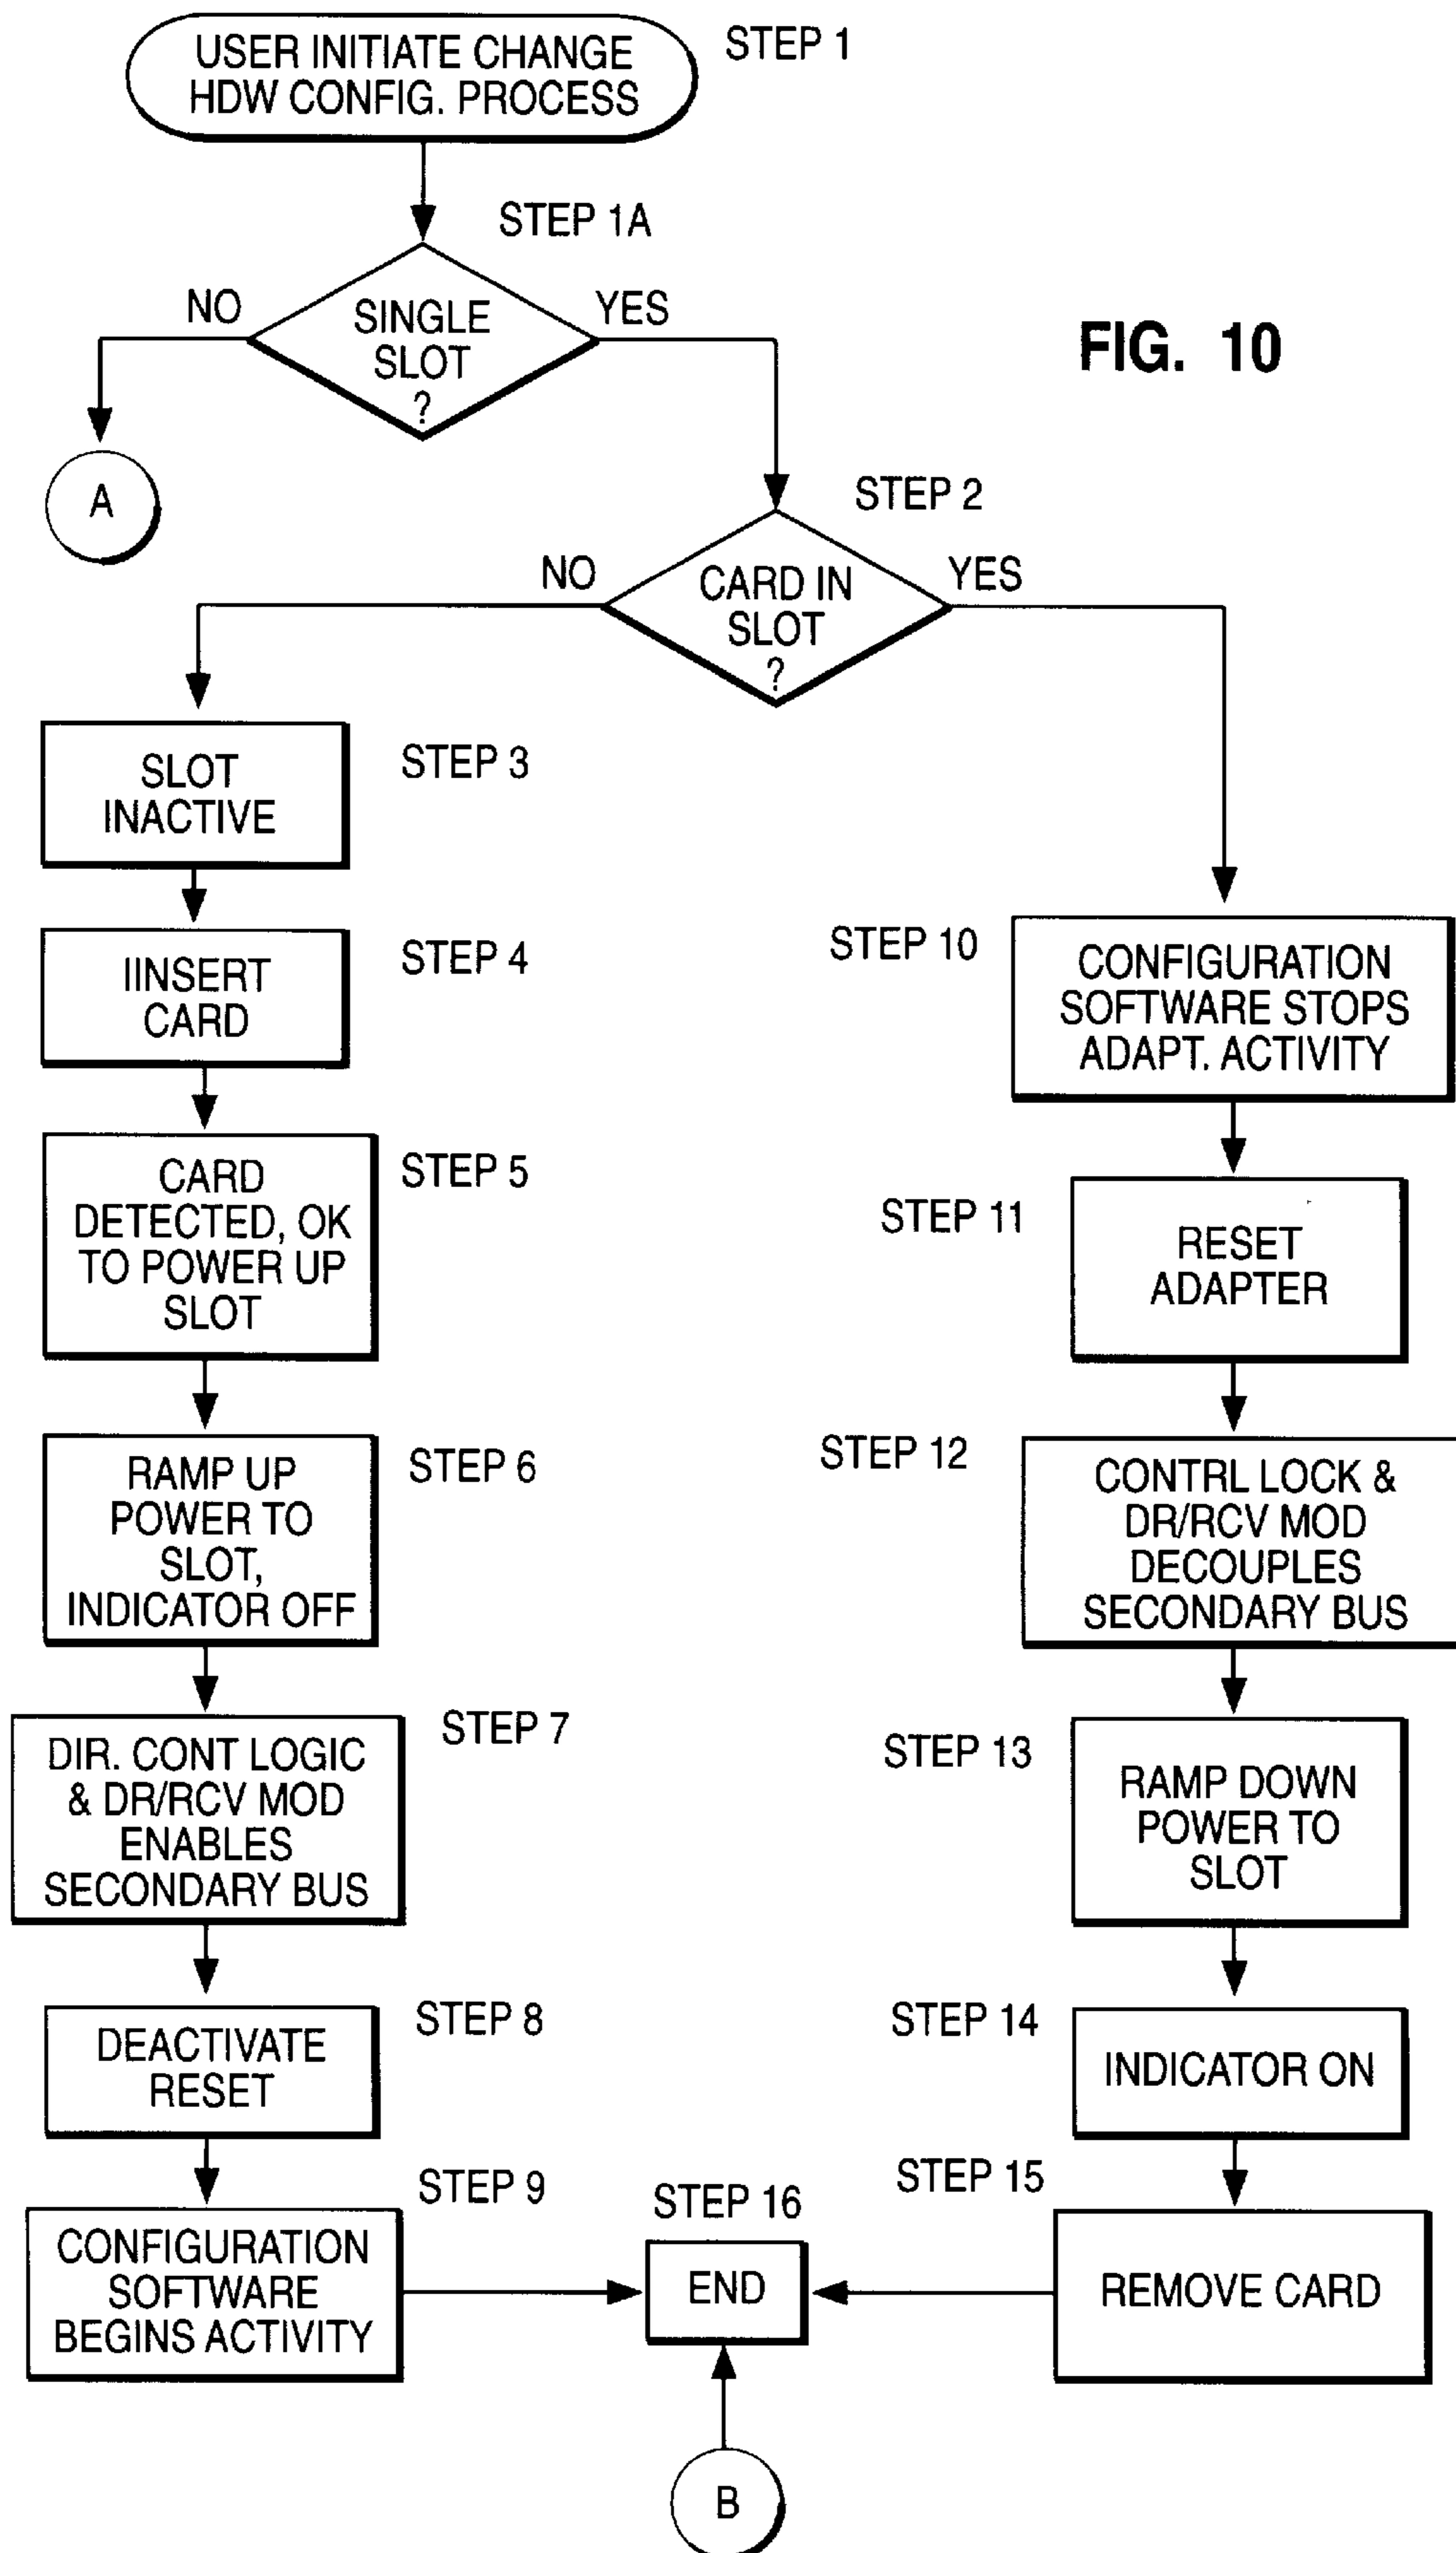 USER INITIATE CHANGE
HDW CONFIG. PROCESS
STEP 1
STEP 1A
NO
SINGLE
SLOT
?
YES
FIG. 10
A
STEP 2
NO
CARD IN
SLOT
?
YES
SLOT
INACTIVE
STEP 3
IINSERT
CARD
STEP 4
CARD
DETECTED, OK
TO POWER UP
SLOT
STEP 5
RAMP UP
POWER TO
SLOT,
INDICATOR OFF
STEP 6
DIR. CONT LOGIC
& DR/RCV MOD
ENABLES
SECONDARY BUS
STEP 7
DEACTIVATE
RESET
STEP 8
CONFIGURATION
SOFTWARE
BEGINS ACTIVITY
STEP 9
STEP 10
CONFIGURATION
SOFTWARE STOPS
ADAPT. ACTIVITY
STEP 11
RESET
ADAPTER
STEP 12
CONTRL LOCK &
DR/RCV MOD
DECOUPLES
SECONDARY BUS
STEP 13
RAMP DOWN
POWER TO
SLOT
STEP 14
INDICATOR ON
STEP 15
REMOVE CARD
STEP 16
END
B